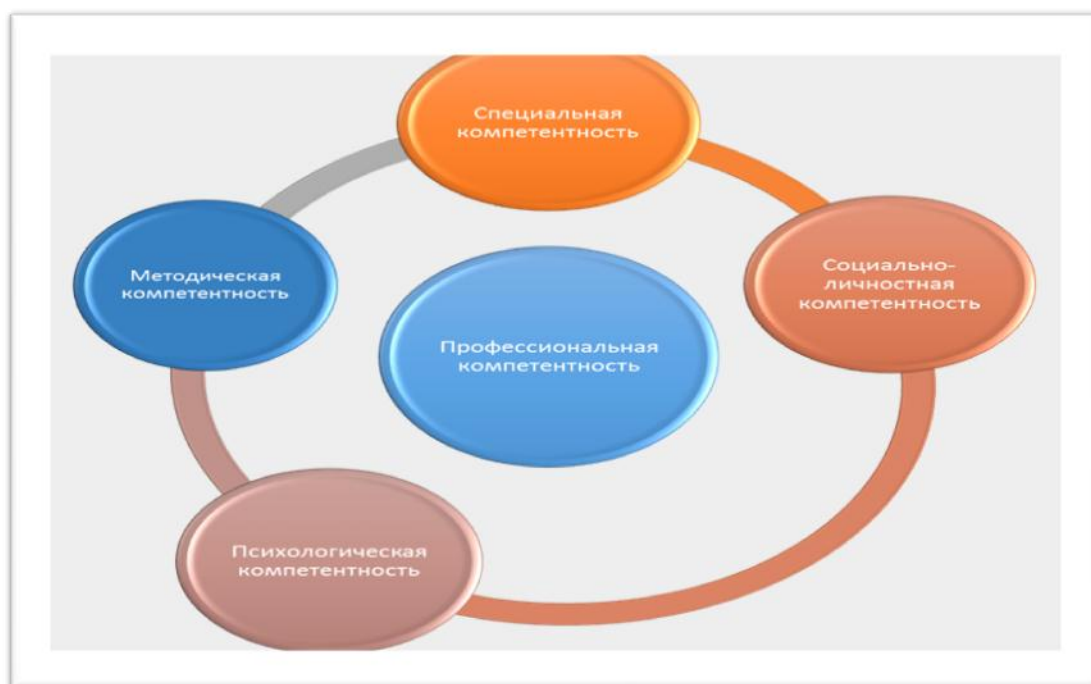 Специальная
компетентность
Социально-
личностная
компетентность
Методическая
компетентность
Профессиональная
компетентность
Психологическая
компетентность